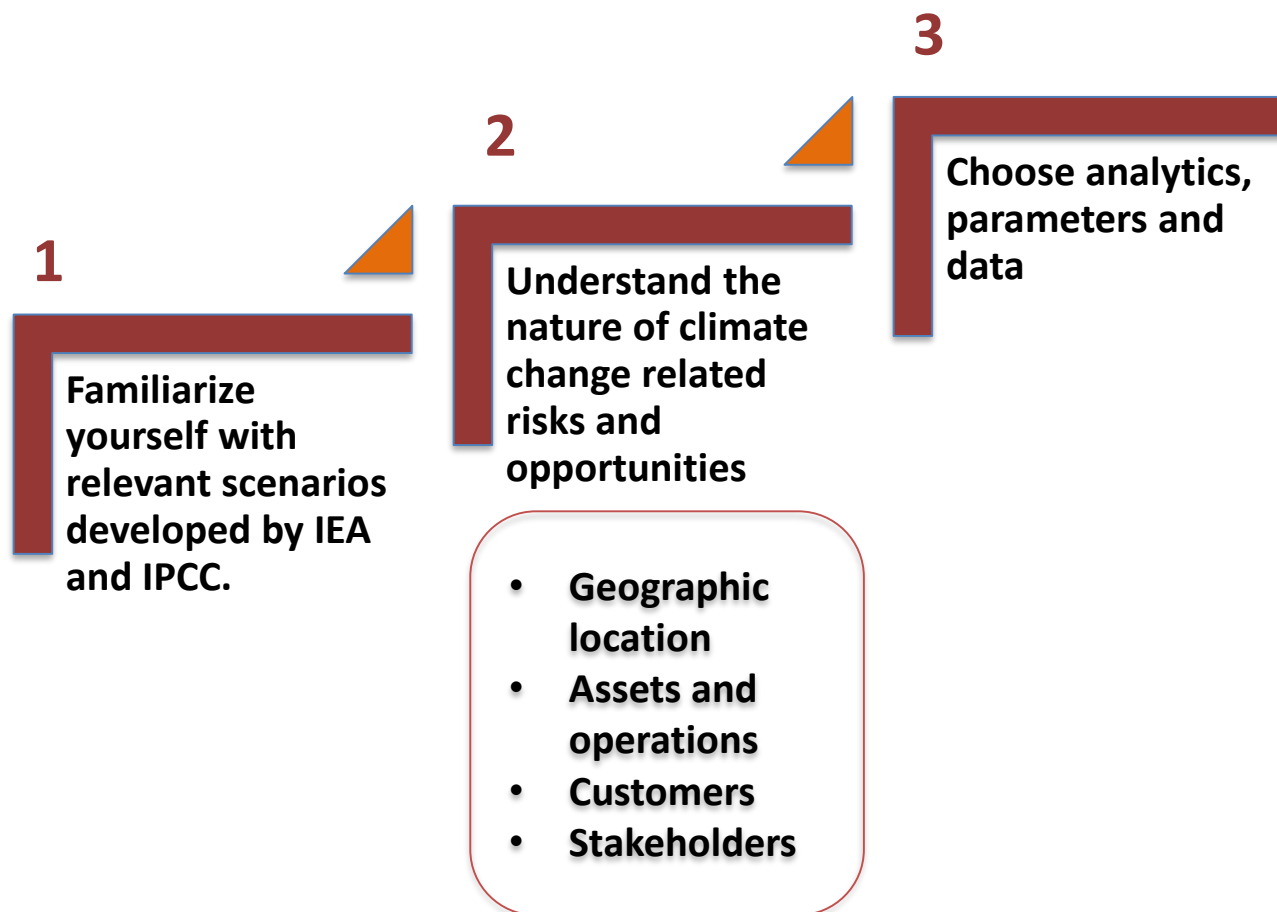 1
Familiarize
yourself with
relevant scenarios
developed by IEA
and IPCC.
2
Understand the
nature of climate
change related
risks and
opportunities
• Geographic
location
• Assets and
operations
• Customers
• Stakeholders
3
Choose analytics,
parameters and
data